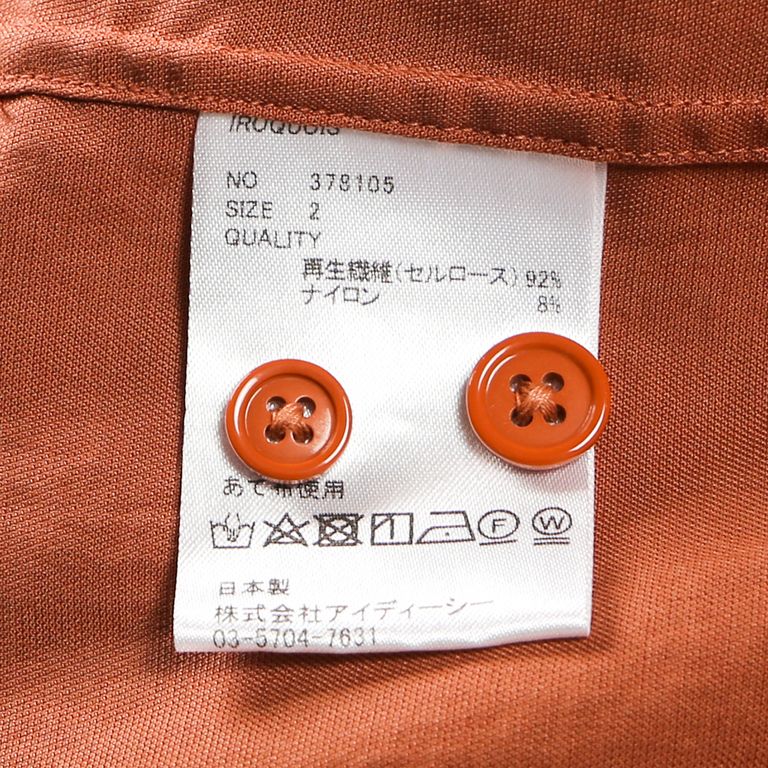 IROQUOIS
NO 378105
SIZE 2
QUALITY
再生繊維(セルロース) 92%
ナイロン 8%
あて布使用
F W
日本製
株式会社アイディーシー
03-5704-7631